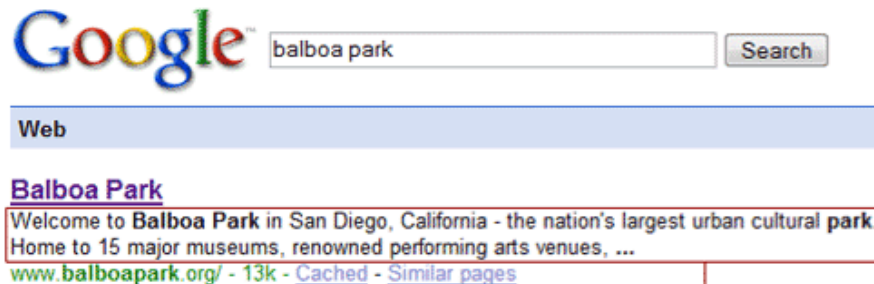 Google™
balboa park
Search
Web
Balboa Park
Welcome to Balboa Park in San Diego, California - the nation's largest urban cultural park
Home to 15 major museums, renowned performing arts venues, ...
www.balboapark.org/ - 13k - Cached - Similar pages